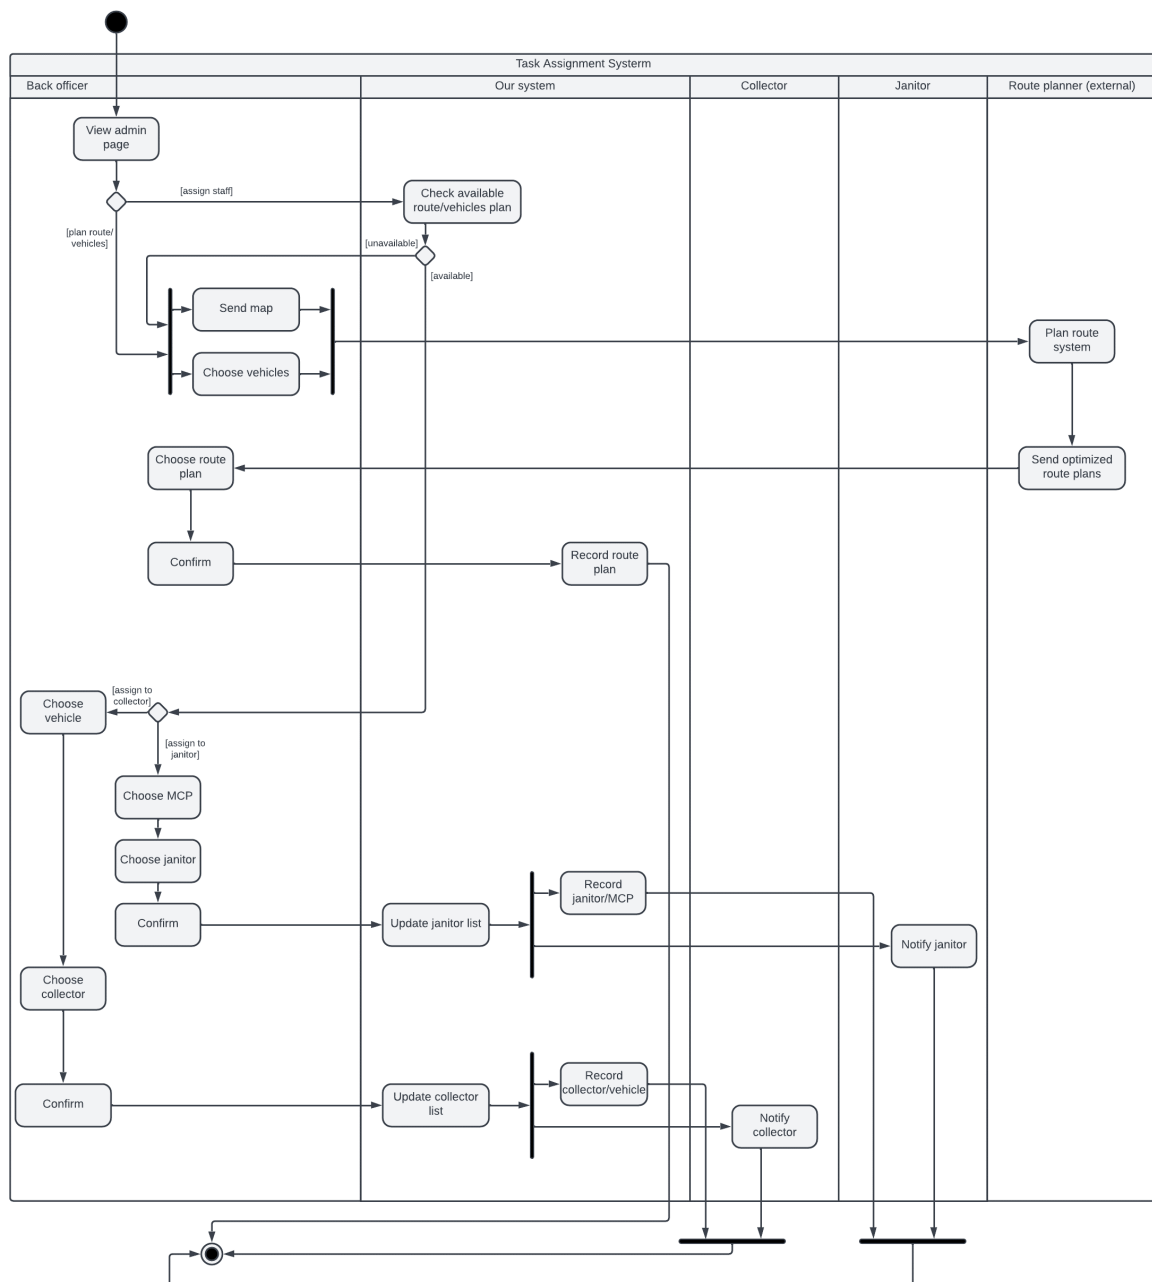 Task Assignment Systerm
Back officer
Our system
Collector
Janitor
Route planner (external)
View admin
page
[assign staff]
Check available
route/vehicles plan
[plan route/
vehicles]
[unavailable]
[available]
Send map
Choose vehicles
Plan route
system
Choose route
plan
Send optimized
route plans
Confirm
Record route
plan
Choose
vehicle
[assign to
collector]
[assign to
janitor]
Choose MCP
Choose janitor
Confirm
Update janitor list
Record
janitor/MCP
Notify janitor
Choose
collector
Confirm
Update collector
list
Record
collector/vehicle
Notify
collector